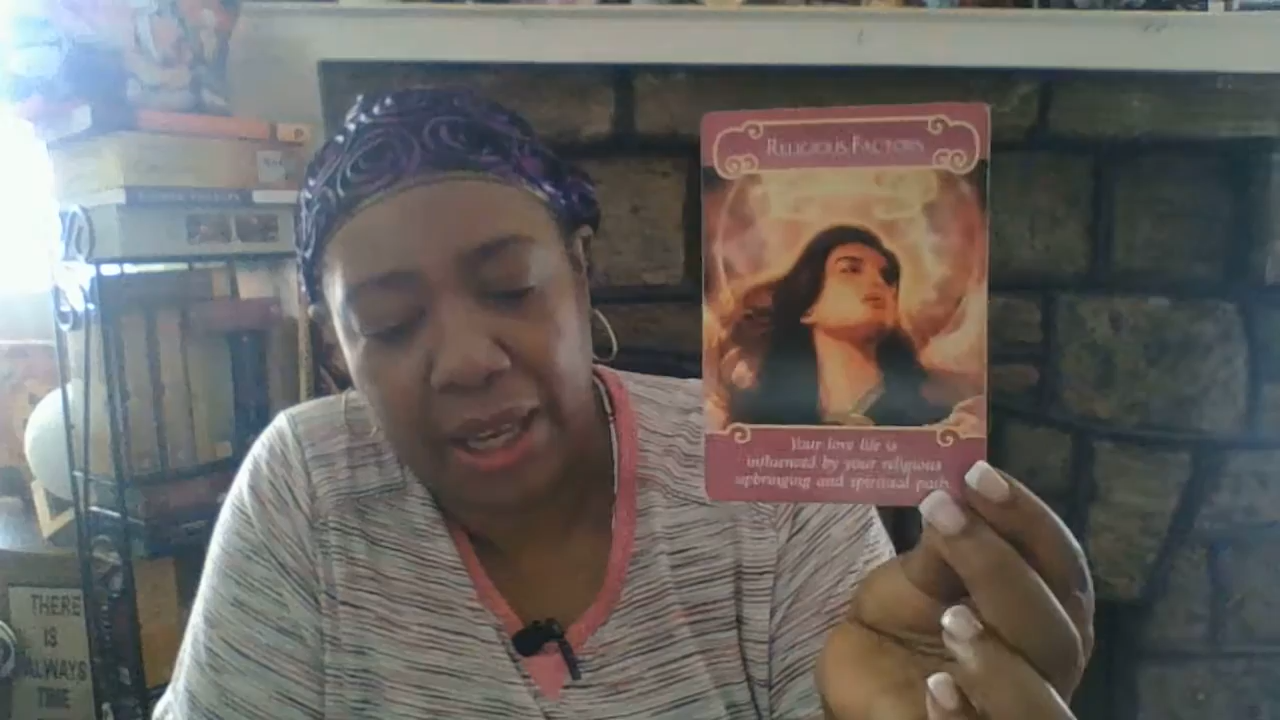 Religious Factors
Your love life is
influenced by your religious
upbringing and spiritual path.
THERE
IS
ALWAYS
TIME